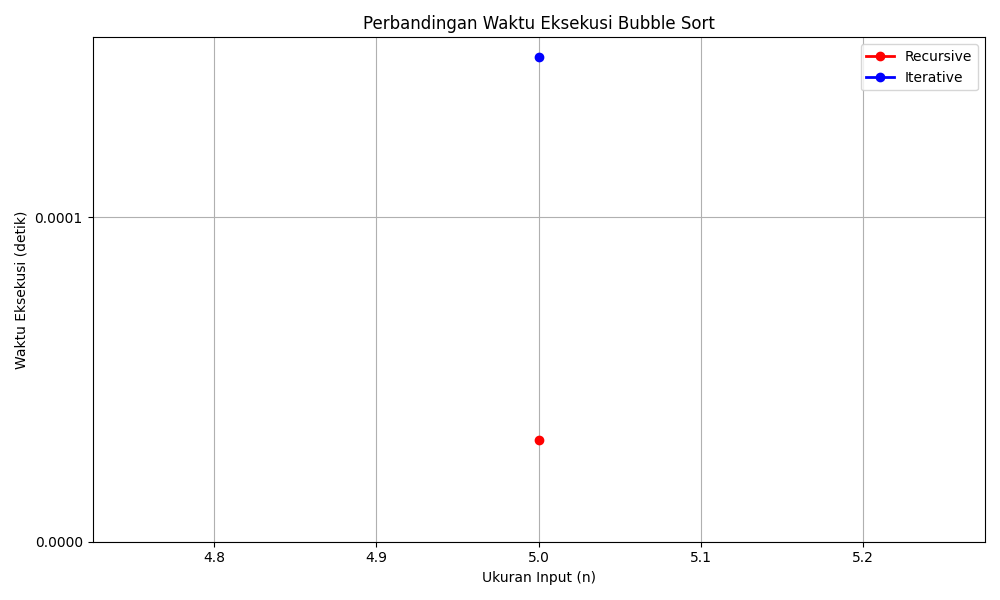 Perbandingan Waktu Eksekusi Bubble Sort
Recursive
Iterative
Waktu Eksekusi (detik)
0.0001
0.0000
4.8
4.9
5.0
5.1
5.2
Ukuran Input (n)